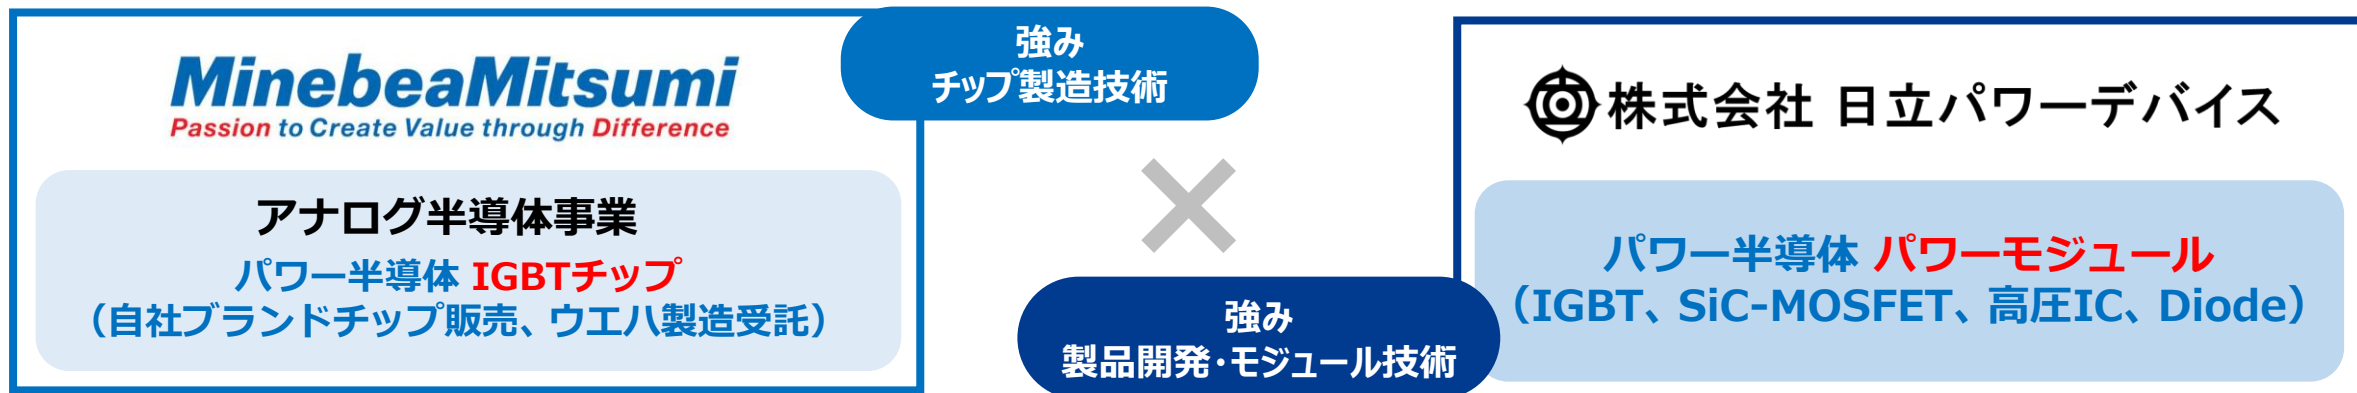 MinebeaMitsumi
Passion to Create Value through Difference
アナログ半導体事業
パワー半導体 IGBTチップ
（自社ブランドチップ販売、ウエハ製造受託）
強み
チップ製造技術
強み
製品開発・モジュール技術
株式会社 日立パワーデバイス
パワー半導体 パワーモジュール
（IGBT、SiC-MOSFET、高圧IC、Diode）